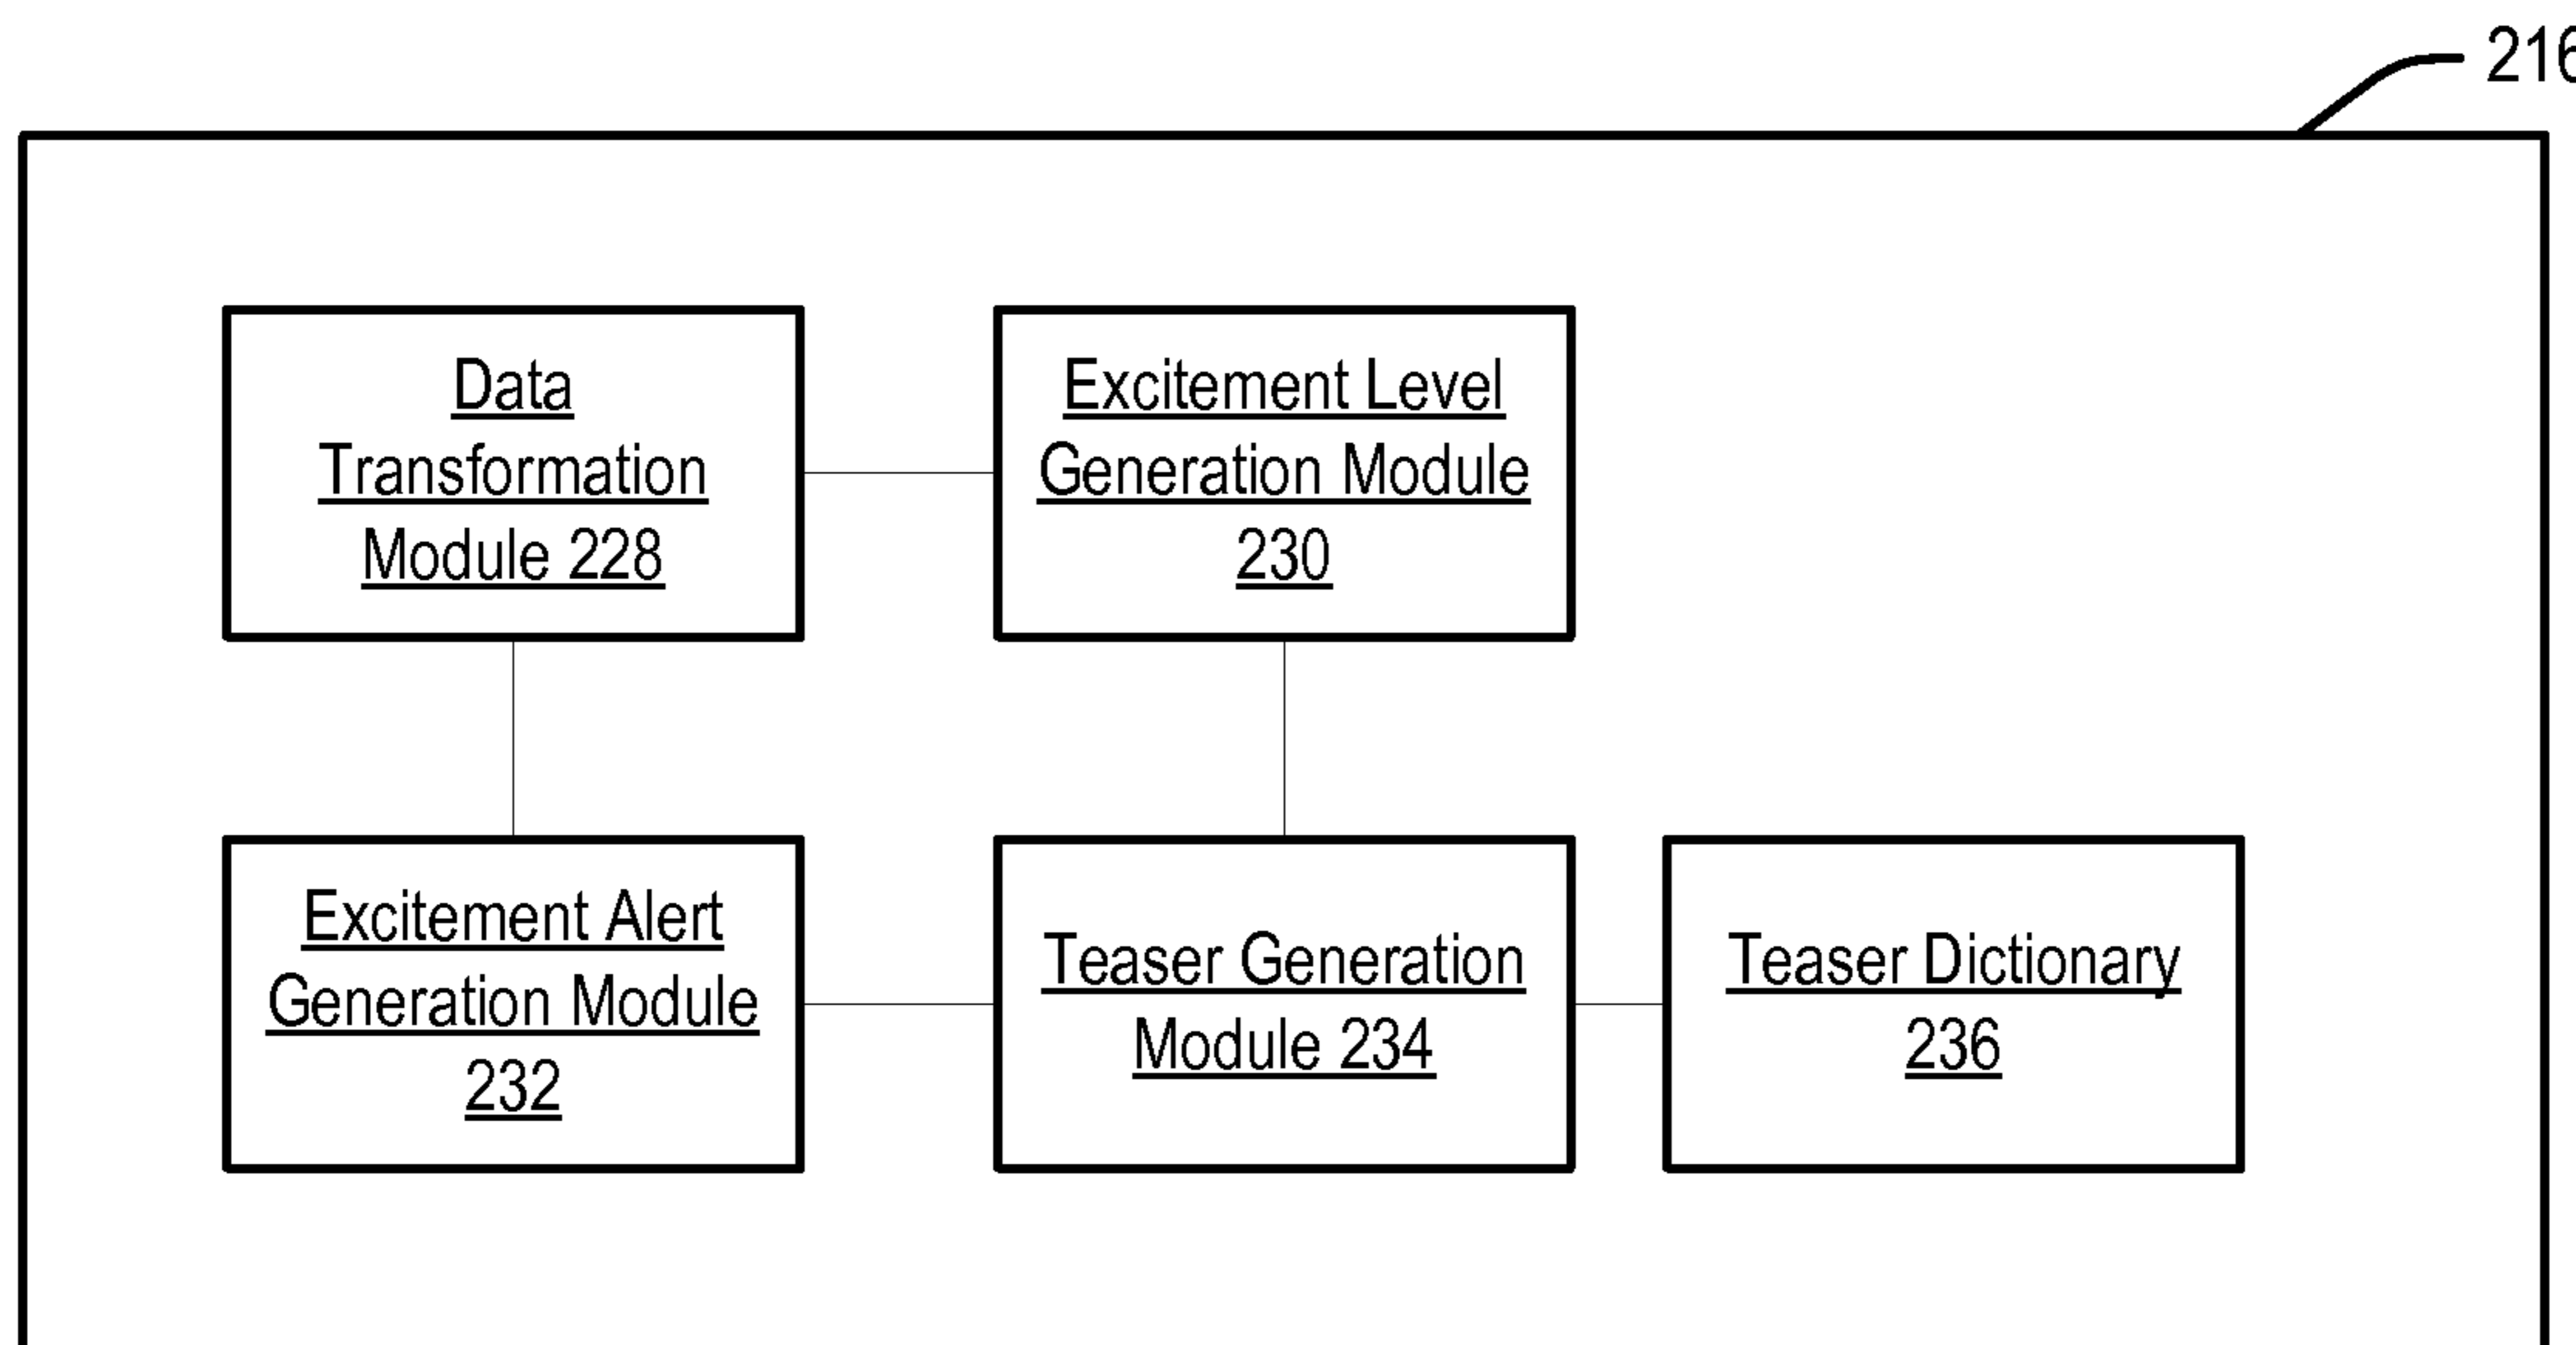 216
Data
Transformation
Module 228
Excitement Level
Generation Module
230
Excitement Alert
Generation Module
232
Teaser Generation
Module 234
Teaser Dictionary
236